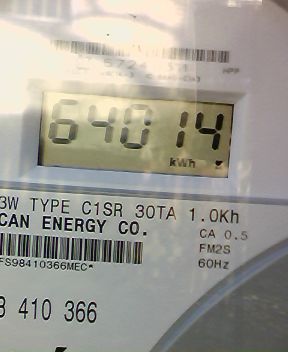 64014
kWh
3W TYPE C1SR 30TA 1.0Kh
CAN ENERGY CO.
CA 0.5
FM2S
FS98410366MEC*
60Hz
8 410 366